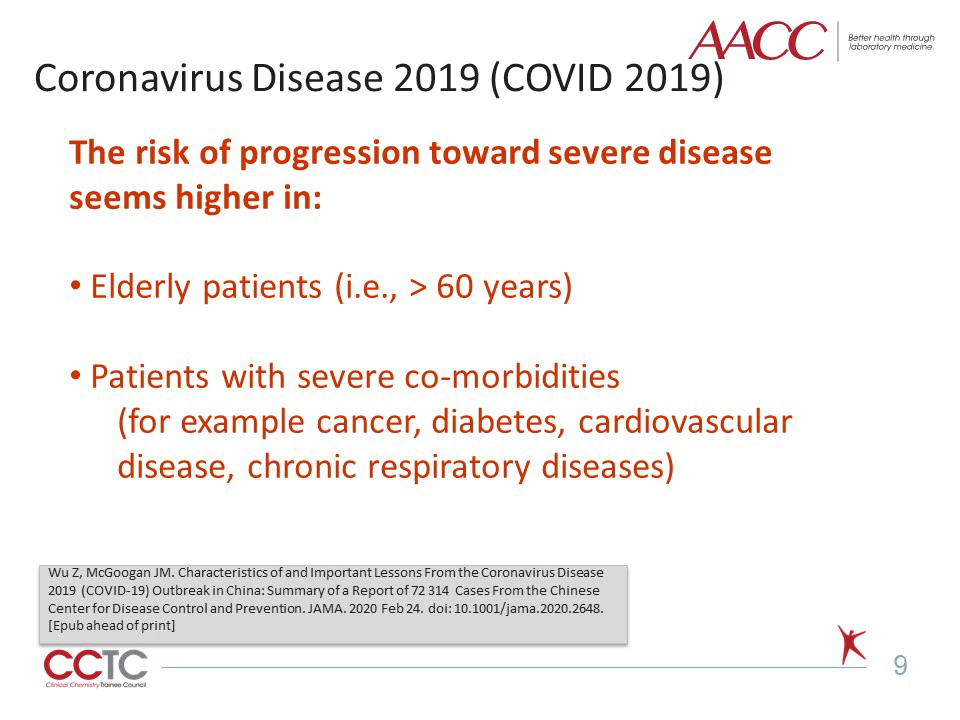 AACC
Better health through
laboratory medicine.
Coronavirus Disease 2019 (COVID 2019)
The risk of progression toward severe disease
seems higher in:
• Elderly patients (i.e., > 60 years)
• Patients with severe co-morbidities
(for example cancer, diabetes, cardiovascular
disease, chronic respiratory diseases)
Wu Z, McGoogan JM. Characteristics of and Important Lessons From the Coronavirus Disease
2019 (COVID-19) Outbreak in China: Summary of a Report of 72 314 Cases From the Chinese
Center for Disease Control and Prevention. JAMA. 2020 Feb 24. doi: 10.1001/jama.2020.2648.
[Epub ahead of print]
CCTC
Clinical Chemistry Trainee Council
9